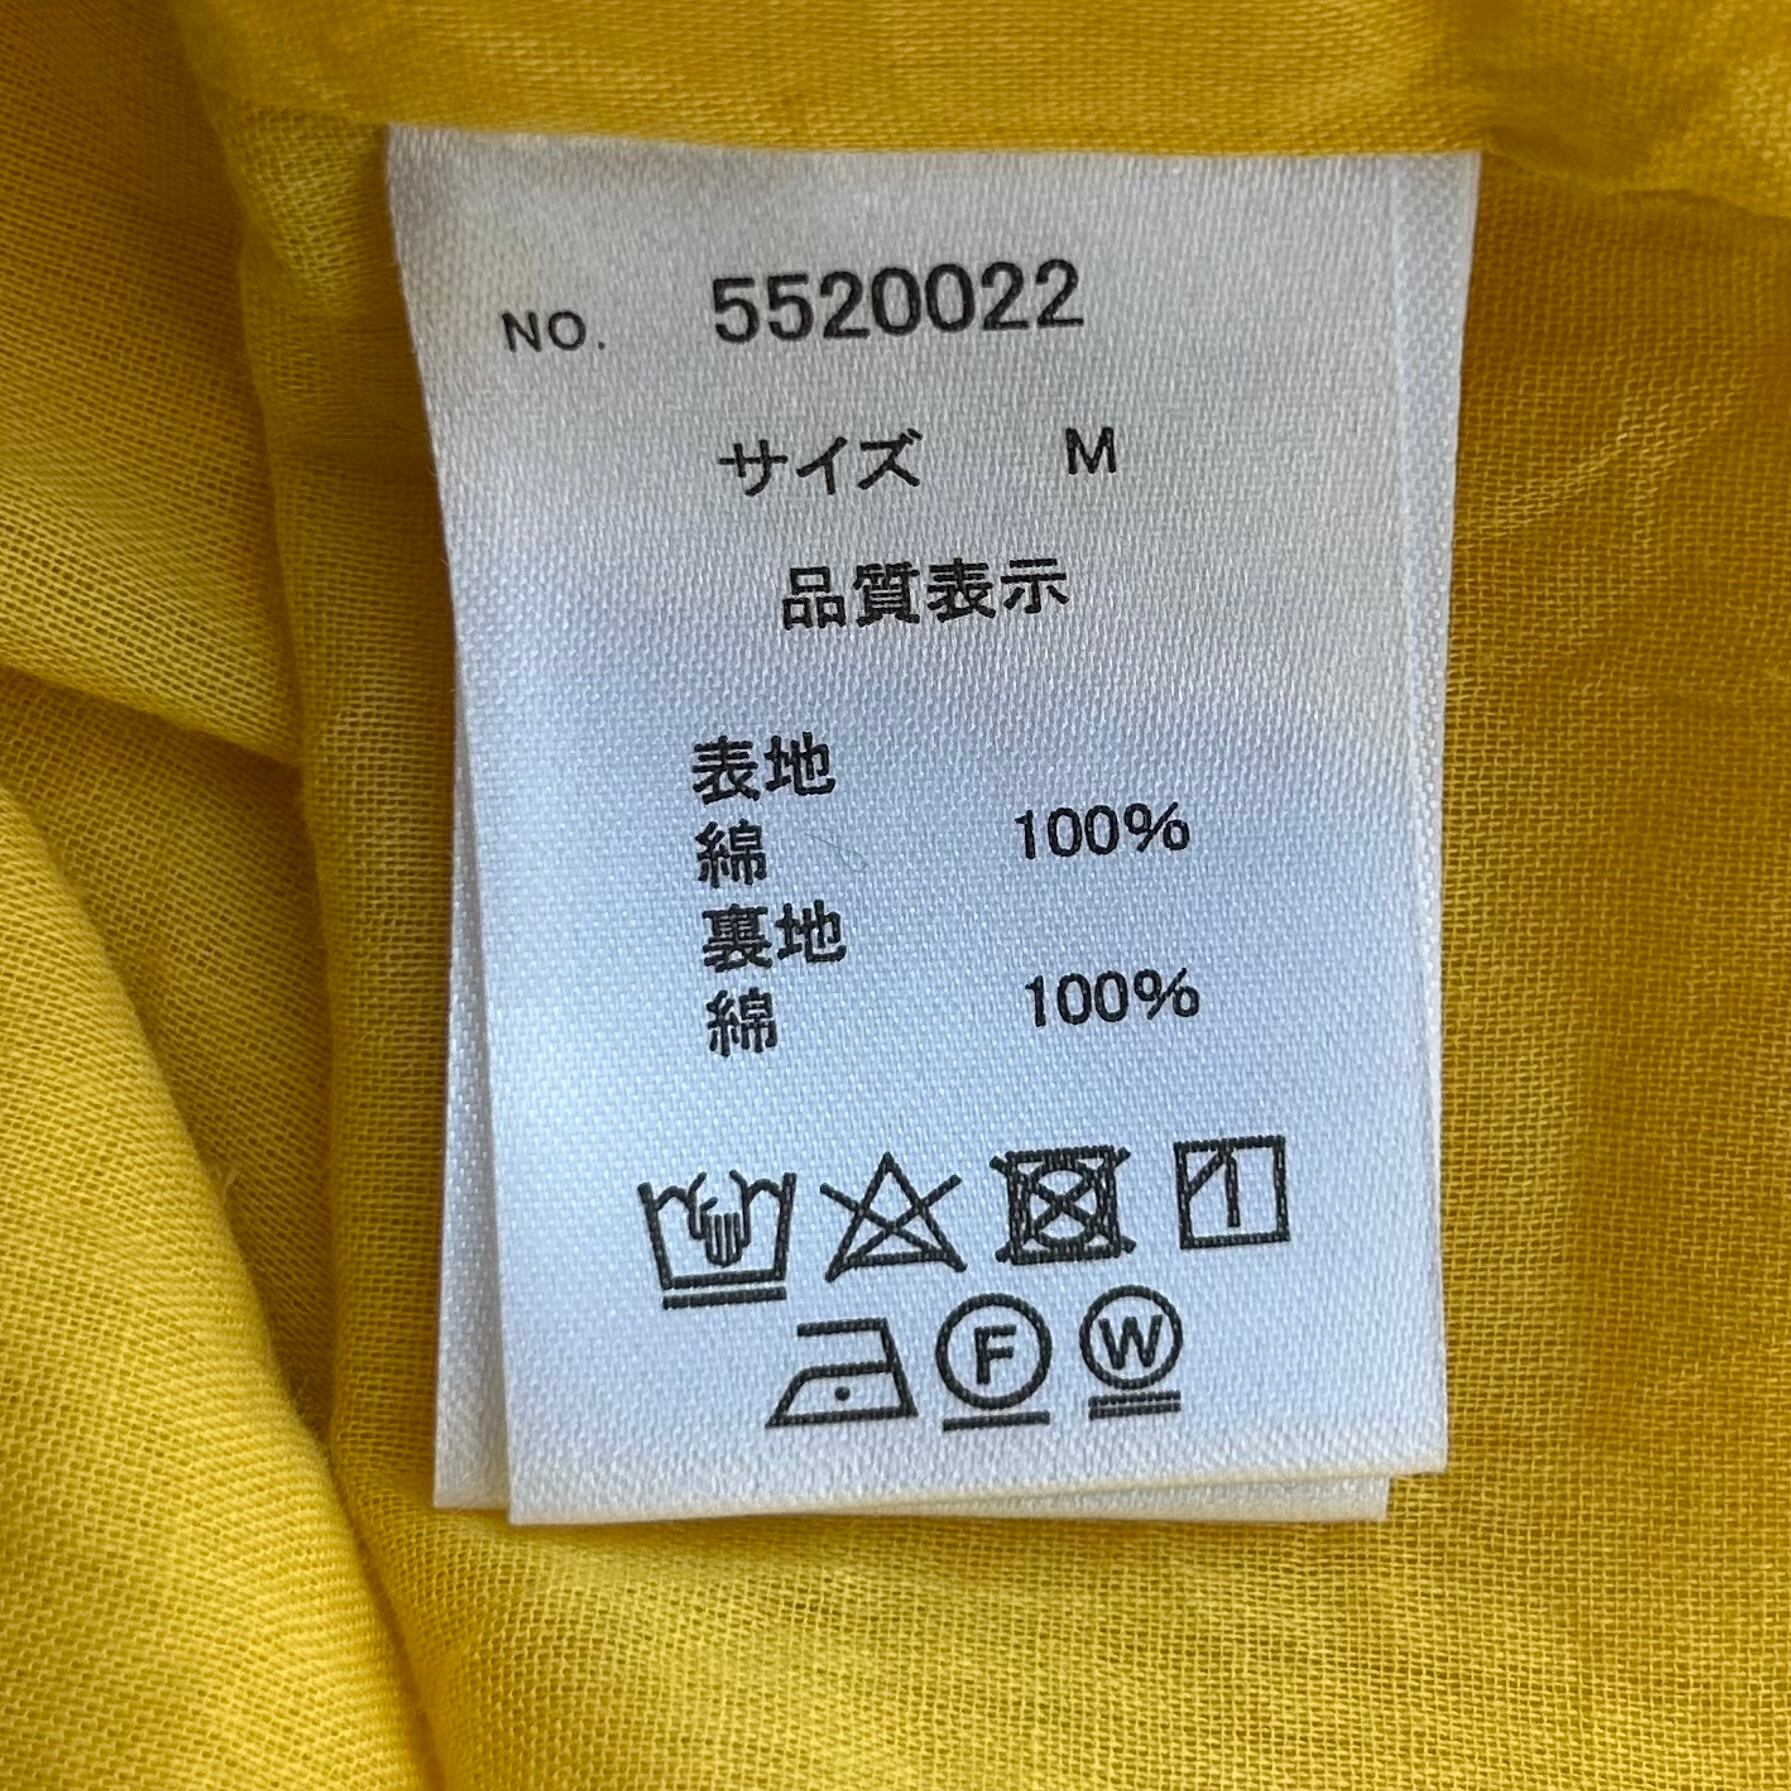 NO. 5520022
サイズ M
品質表示
表地
綿 100%
裏地
綿 100%
F W